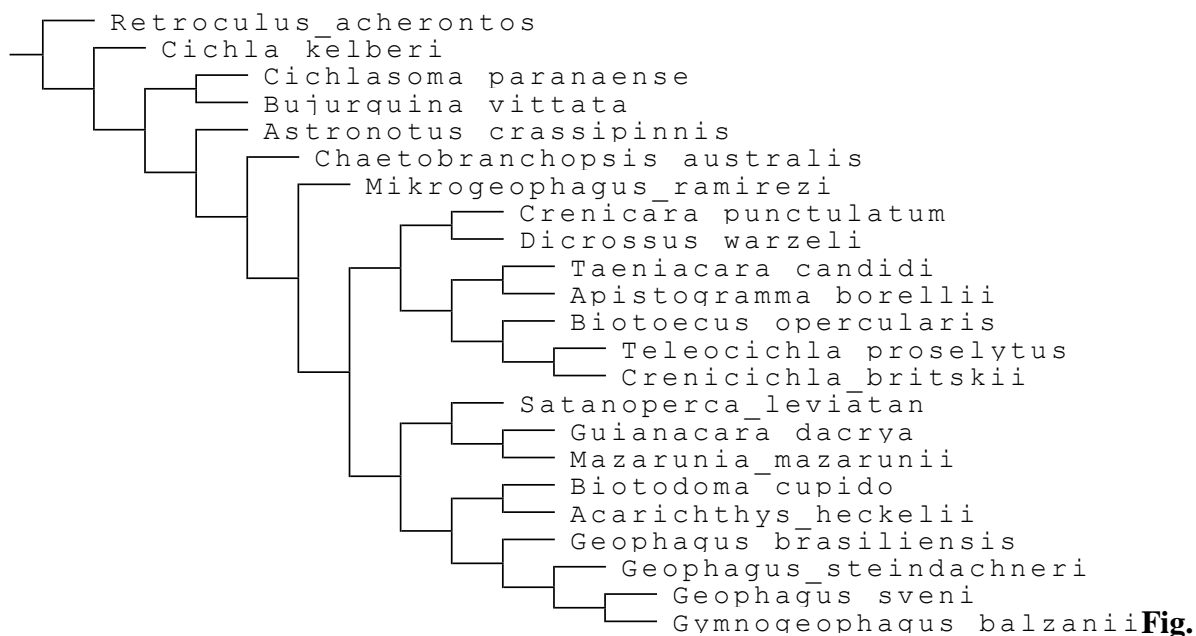 Retroculus_acherontos
Cichla kelberi
Cichlasoma paranaense
Bujurquina vittata
Astronotus crassipinnis
Chaetobranchopsis australis
Mikrogeophagus_ramirezi
Crenicara punctulatum
Dicrossus warzeli
Taeniacara candidi
Apistogramma borellii
Biotoecus opercularis
Teleocichla proselytus
Crenicichla_britskii
Satanoperca_leviatan
Guianacara dacrya
Mazarunia_mazarunii
Biotodoma cupido
Acarichthys_heckelii
Geophagus brasiliensis
Geophagus_steindachneri
Geophagus sveni
Gymnogeophagus balzanii Fig.